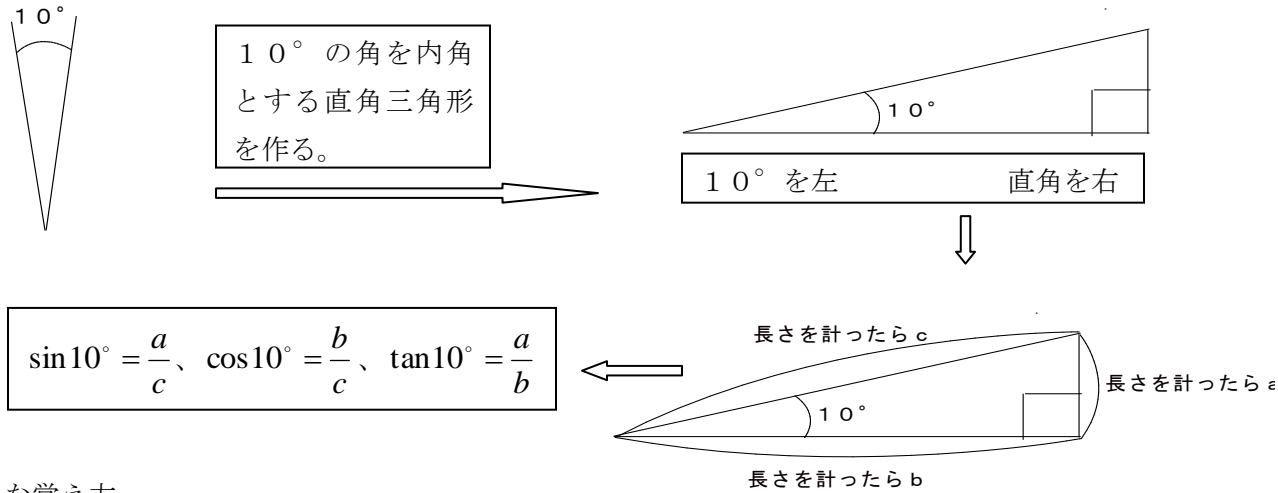 １０°
１０°の角を内角
とする直角三角形
を作る。
１０°
１０°を左　　　　　直角を右
長さを計ったらｃ
１０°
長さを計ったらａ
長さを計ったらｂ
sin10° = a/c、cos10° = b/c、tan10° = a/b